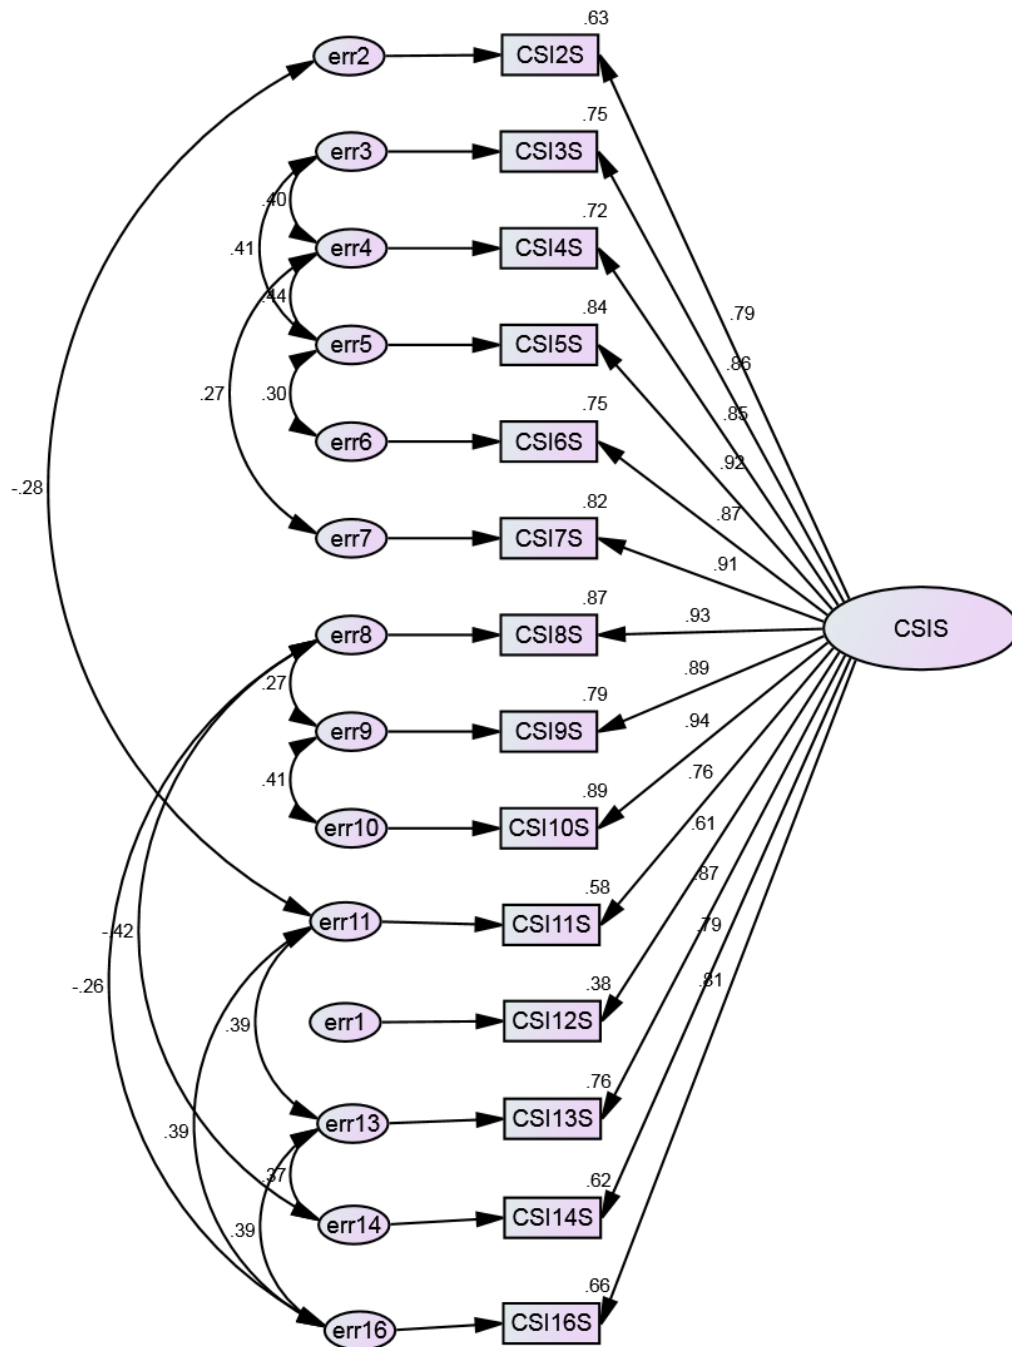 .63
err2 CSI2S
.75
err3 CSI3S
.40
.72
.41 err4 CSI4S
.44
.84
.79
err5 CSI5S
.86
.27 .30
.75
.85
err6 CSI6S
.92
-.28
.82
.87
err7 CSI7S
.91
.87
.93
err8 CSI8S CSIS
.27
.79
.89
err9 CSI9S
.94
.41
.89
.76
err10 CSI10S
.61
.58
.87
err11 CSI11S
-.42 .79
-.26
.38
.81
err1 CSI12S
.39
.76
err13 CSI13S
.39
.37
.62
err14 CSI14S
.39
.66
err16 CSI16S